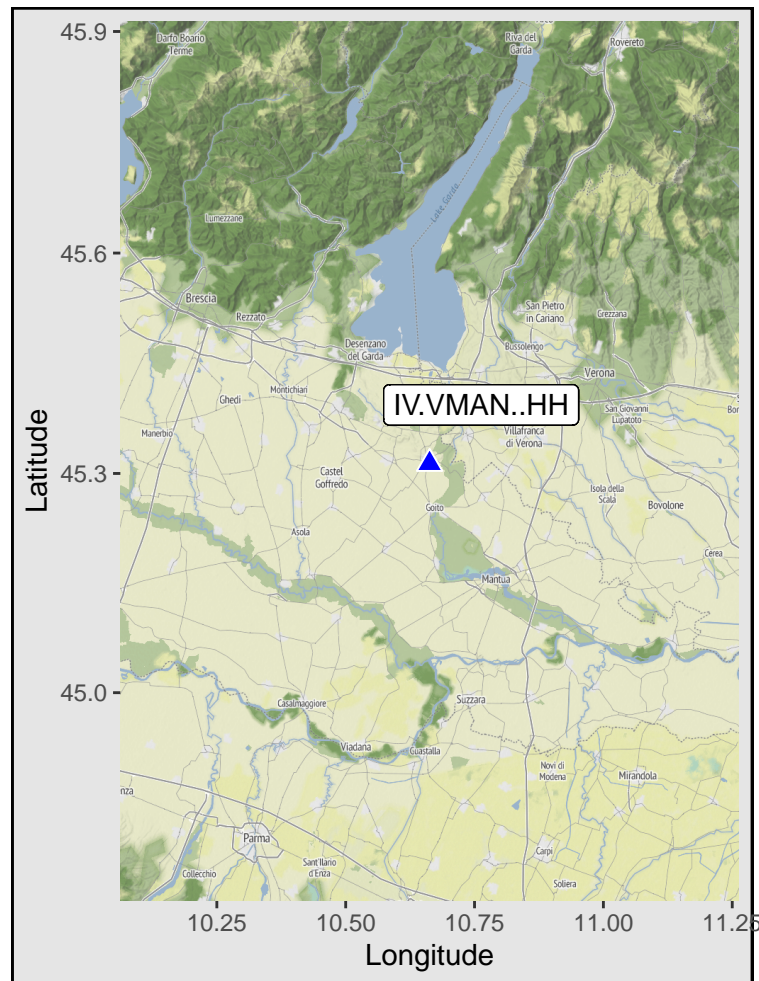 45.9
45.6
45.3
45.0
Latitude
10.25
10.50
10.75
11.00
11.25
Longitude
IV.VMAN..HH
Darfo Boario
Terme
Riva del
Garda
Rovereto
Lake Garda
Lumezzane
Brescia
Rezzato
San Pietro
in Cariano
Grezzana
Desenzano
del Garda
Bussolengo
Verona
Ghedi
Montichiari
San Giovanni
Lupatoto
Manerbio
Villafranca
di Verona
Castel
Goffredo
Isola della
Scala
Bovolone
Goito
Asola
Cerea
Mantua
Casalmaggiore
Suzzara
Viadana
Guastalla
Novi di
Modena
Mirandola
Parma
Carpi
Collecchio
Sant'Ilario
d'Enza
Soliera